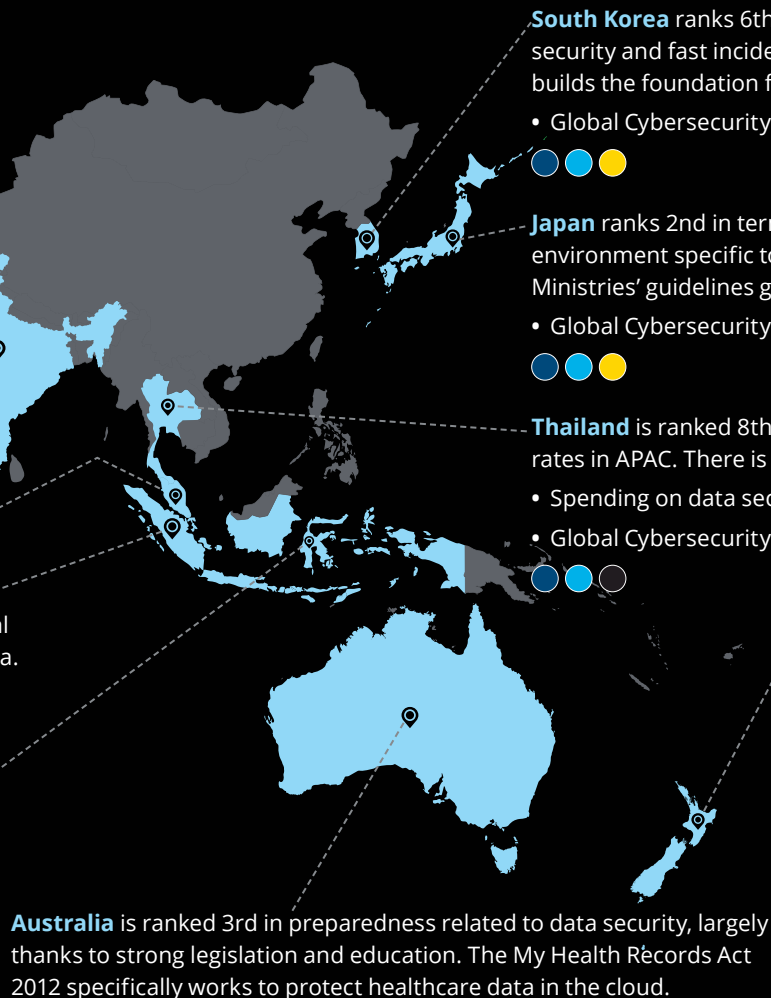 South Korea ranks 6th
security and fast incide
builds the foundation f
• Global Cybersecurity
Japan ranks 2nd in terr
environment specific to
Ministries’ guidelines g
• Global Cybersecurity
Thailand is ranked 8th
rates in APAC. There is
• Spending on data sec
• Global Cybersecurity
al
a.
Australia is ranked 3rd in preparedness related to data security, largely
thanks to strong legislation and education. The My Health Records Act
2012 specifically works to protect healthcare data in the cloud.